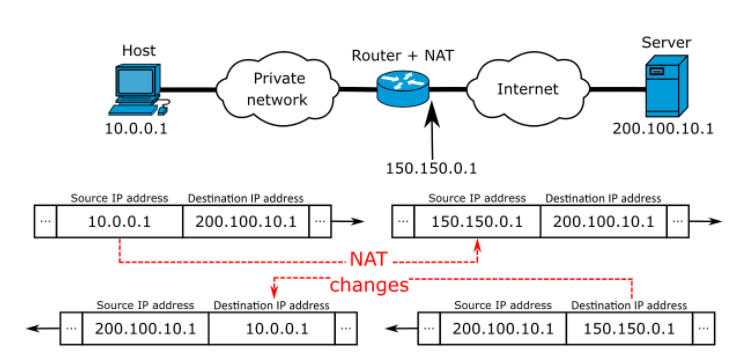 Host
Router + NAT
Server
Private
network
Internet
10.0.0.1
200.100.10.1
150.150.0.1
Source IP address Destination IP address
... 10.0.0.1 200.100.10.1 ...
Source IP address Destination IP address
... 150.150.0.1 200.100.10.1 ...
NAT
changes
Source IP address Destination IP address
... 200.100.10.1 10.0.0.1 ...
Source IP address Destination IP address
... 200.100.10.1 150.150.0.1 ...